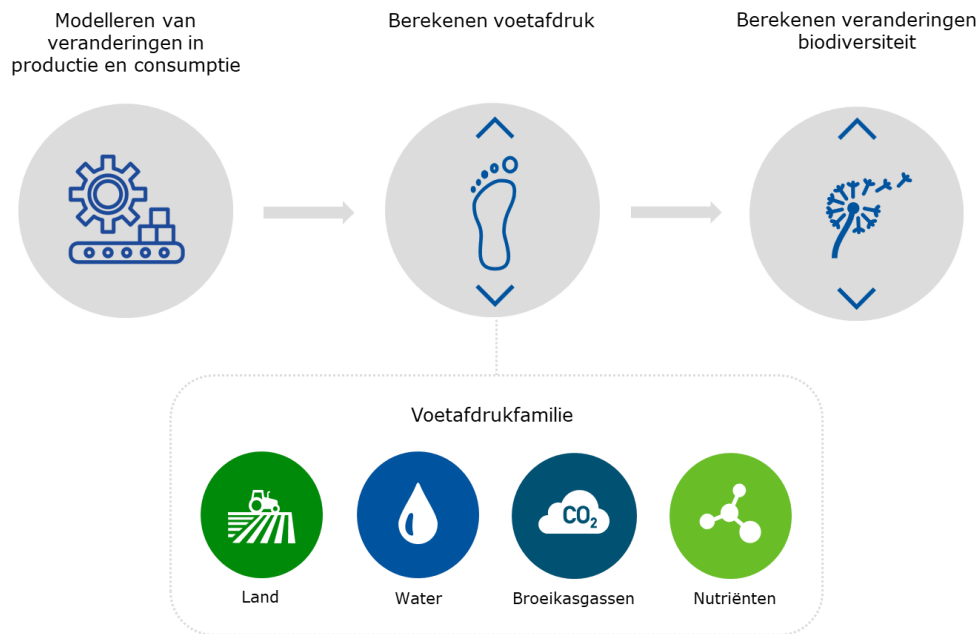 Modelleren van
veranderingen in
productie en consumptie
Berekenen voetafdruk
Berekenen veranderingen
biodiversiteit
Voetafdrukfamilie
CO₂
Land
Water
Broeikasgassen
Nutriënten